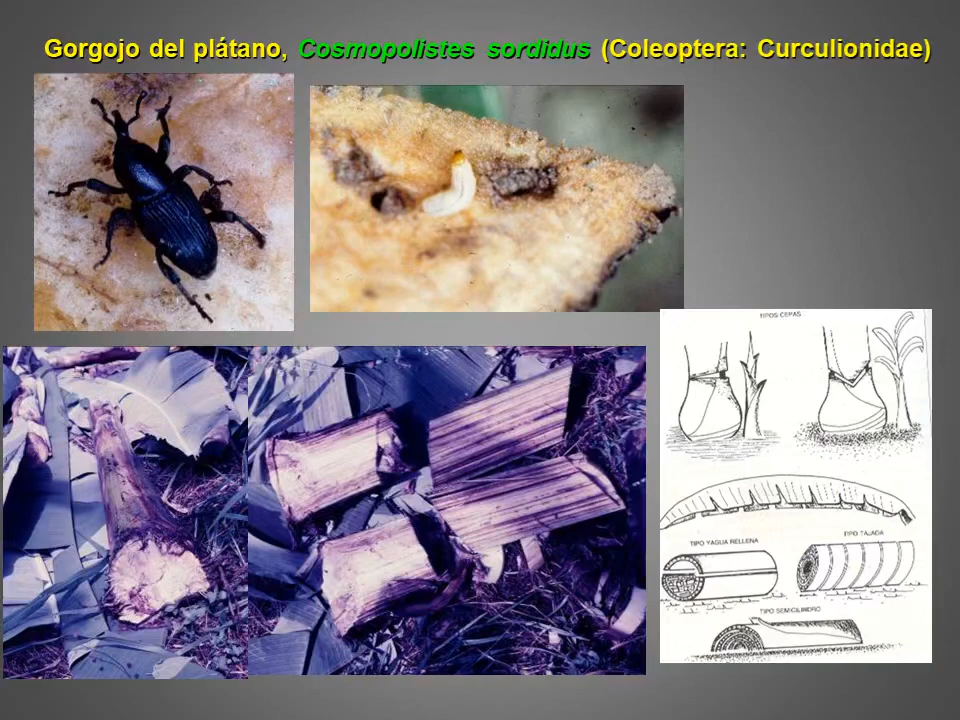 Gorgojo del plátano, Cosmopolistes sordidus (Coleoptera: Curculionidae)
TIPOS CEPAS
TIPO YAGUA RELLENA
TIPO TAJADA
TIPO SEMICILINDRO